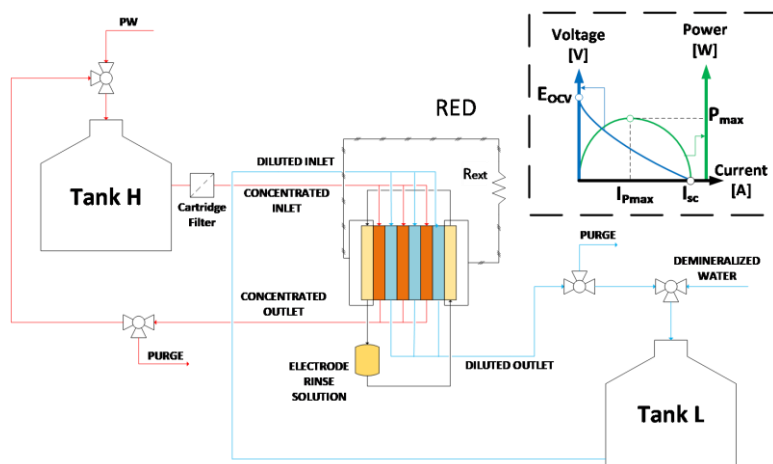 PW
Tank H
Cartridge
Filter
DILUTED INLET
CONCENTRATED
INLET
RED
Rext
Voltage
[V]
Power
[W]
EOCV
Pmax
Current
[A]
IPmax
Isc
CONCENTRATED
OUTLET
PURGE
ELECTRODE
RINSE
SOLUTION
DILUTED OUTLET
PURGE
DEMINERALIZED
WATER
Tank L